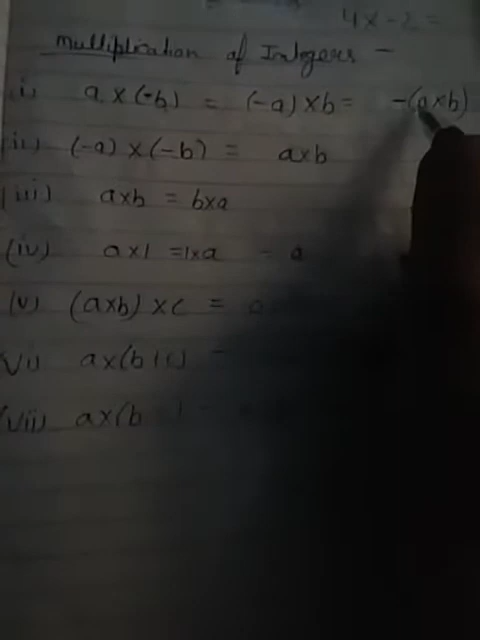 4x-2=
Multiplication of Integers -
i) a x (-b) = (-a) x b = -(a x b)
ii) (-a) x (-b) = a x b
iii) a x b = b x a
(iv) a x 1 = 1 x a = a
(v) (a x b) x c = a
vi) a x (b + c) =
(vii) a x (b